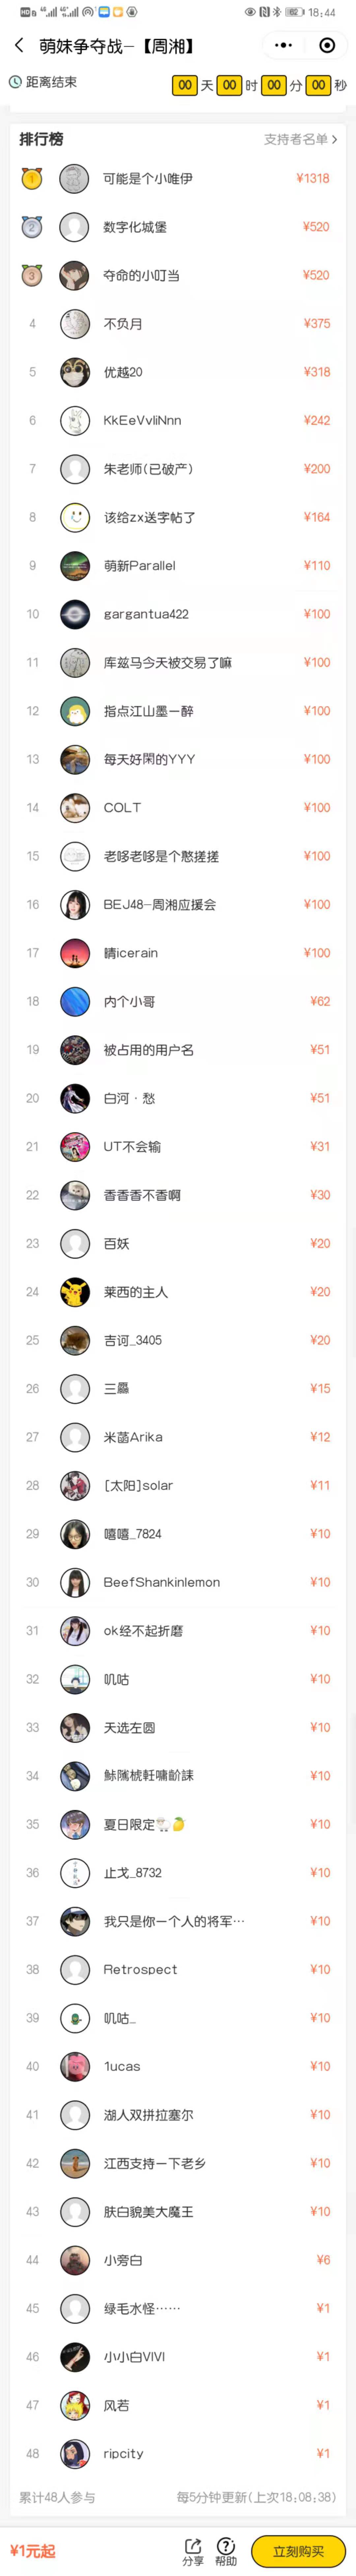 18:44
萌妹争夺战-【周湘】
距离结束 00 天 00 时 00 分 00 秒
排行榜 支持者名单
1 可能是个小唯伊 ¥1318
2 数字化城堡 ¥520
3 夺命的小叮当 ¥520
4 不负月 ¥375
5 优越20 ¥318
6 KkEeVvliNnn ¥242
7 朱老师(已破产) ¥200
8 该给zx送字帖了 ¥164
9 萌新Parallel ¥110
10 gargantua422 ¥100
11 库兹马今天被交易了嘛 ¥100
12 指点江山墨一醉 ¥100
13 每天好閑的YYY ¥100
14 COLT ¥100
15 老哆老哆是个憨搓搓 ¥100
16 BEJ48-周湘应援会 ¥100
17 晴icerain ¥100
18 内个小哥 ¥62
19 被占用的用户名 ¥51
20 白河·愁 ¥51
21 UT不会输 ¥31
22 香香香不香啊 ¥30
23 百妖 ¥20
24 莱西的主人 ¥20
25 吉诃_3405 ¥20
26 三 ¥15
27 米菡Arika ¥12
28 [太阳]solar ¥11
29 嘻嘻_7824 ¥10
30 BeefShankinlemon ¥10
31 ok经不起折磨 ¥10
32 叽咕 ¥10
33 天选左圆 ¥10
34 ¥10
35 夏日限定🐑🍋 ¥10
36 止戈_8732 ¥10
37 我只是你一个人的将军… ¥10
38 Retrospect ¥10
39 叽咕_ ¥10
40 1ucas ¥10
41 湖人双拼拉塞尔 ¥10
42 江西支持一下老乡 ¥10
43 肤白貌美大魔王 ¥10
44 小旁白 ¥6
45 绿毛水怪…… ¥1
46 小小白VIVI ¥1
47 风若 ¥1
48 ripcity ¥1
累计48人参与 每5分钟更新(上次18:08:38)
¥1元起 分享 帮助 立刻购买